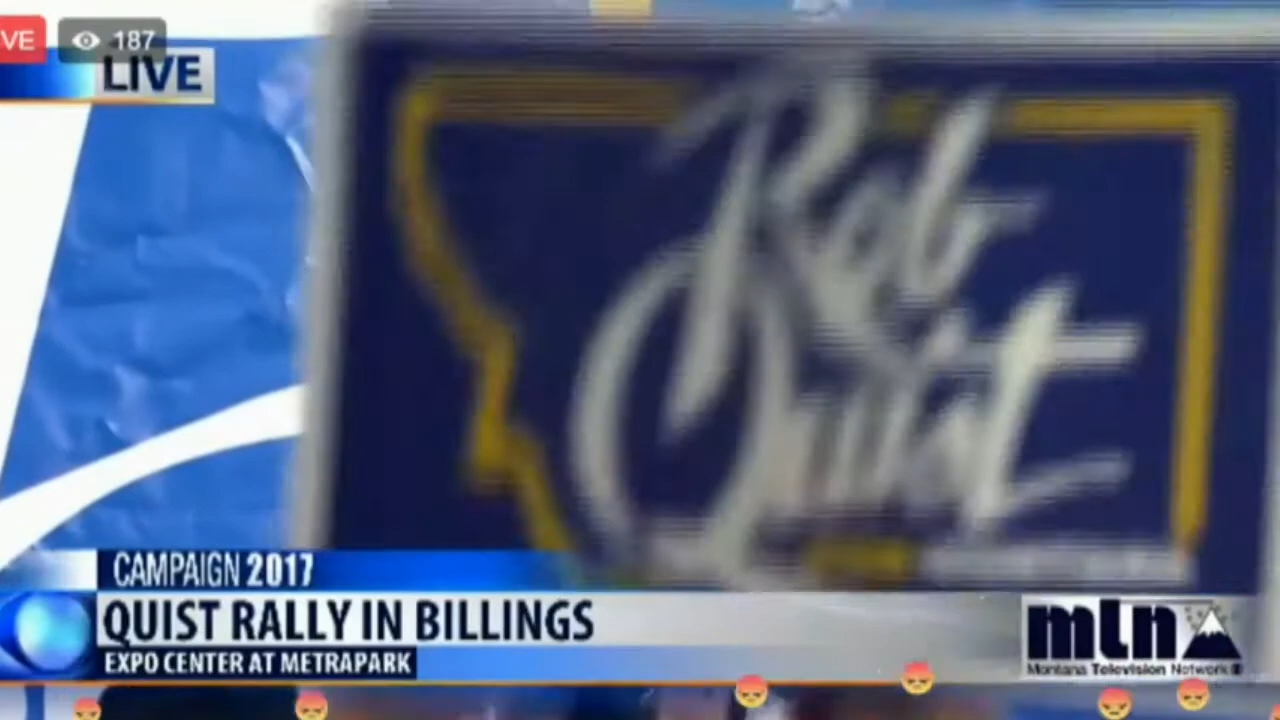 VE
187
LIVE
Rob
Quist
CAMPAIGN 2017
QUIST RALLY IN BILLINGS
EXPO CENTER AT METRAPARK
mtn
Montana Television Network